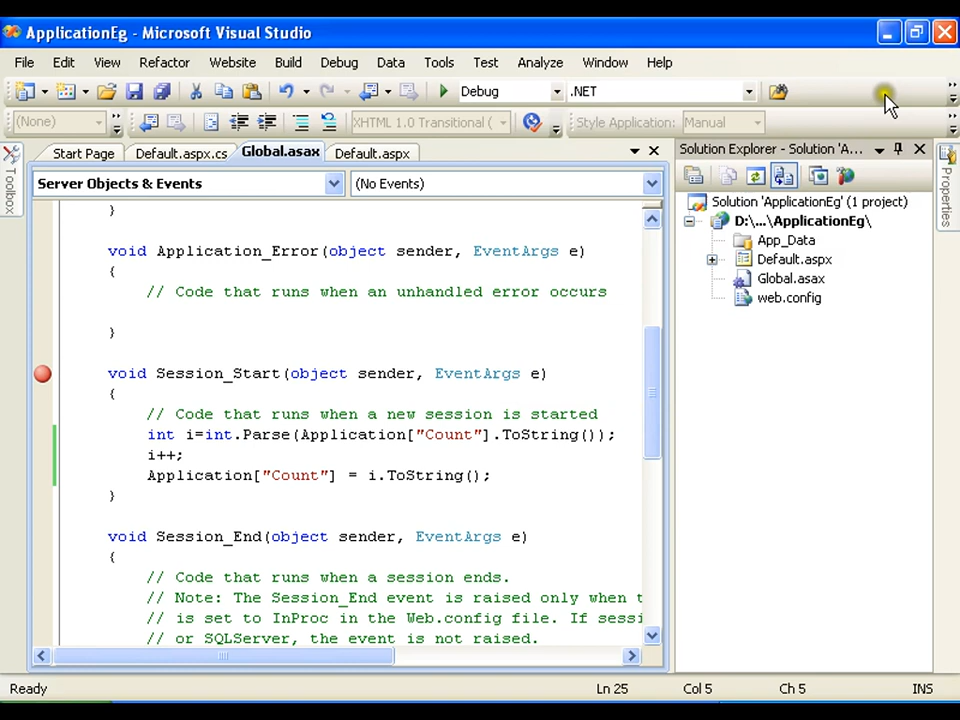 ApplicationEg - Microsoft Visual Studio
File Edit View Refactor Website Build Debug Data Tools Test Analyze Window Help
Debug .NET
(None) XHTML 1.0 Transitional ( Style Application: Manual
Start Page Default.aspx.cs Global.asax Default.aspx
Solution Explorer - Solution 'A...
Server Objects & Events (No Events)
Toolbox
Properties
Solution 'ApplicationEg' (1 project)
D:\...\ApplicationEg\
App_Data
Default.aspx
Global.asax
web.config
}
void Application_Error(object sender, EventArgs e)
{
// Code that runs when an unhandled error occurs
}
void Session_Start(object sender, EventArgs e)
{
// Code that runs when a new session is started
int i=int.Parse(Application["Count"].ToString());
i++;
Application["Count"] = i.ToString();
}
void Session_End(object sender, EventArgs e)
{
// Code that runs when a session ends.
// Note: The Session_End event is raised only when t
// is set to InProc in the Web.config file. If sessi
// or SQLServer, the event is not raised.
Ready Ln 25 Col 5 Ch 5 INS